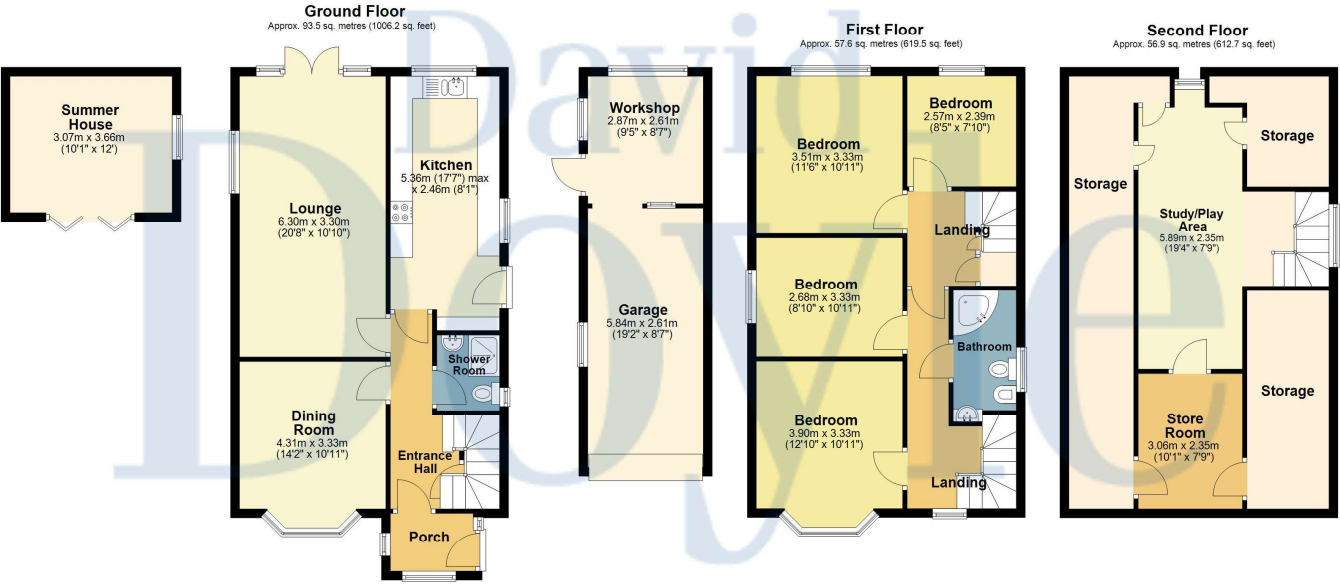 Ground Floor
Approx. 93.5 sq. metres (1006.2 sq. feet)
Summer
House
3.07m x 3.66m
(10'1" x 12')
Lounge
6.30m x 3.30m
(20'8" x 10'10")
Kitchen
5.36m (17'7") max
x 2.46m (8'1")
Shower
Room
Dining
Room
4.31m x 3.33m
(14'2" x 10'11")
Entrance
Hall
Porch
Workshop
2.87m x 2.61m
(9'5" x 8'7")
Garage
5.84m x 2.61m
(19'2" x 8'7")
First Floor
Approx. 57.6 sq. metres (619.5 sq. feet)
Bedroom
3.51m x 3.33m
(11'6" x 10'11")
Bedroom
2.57m x 2.39m
(8'5" x 7'10")
Landing
Bedroom
2.68m x 3.33m
(8'10" x 10'11")
Bathroom
Bedroom
3.90m x 3.33m
(12'10" x 10'11")
Landing
Second Floor
Approx. 56.9 sq. metres (612.7 sq. feet)
Storage
Storage
Study/Play
Area
5.89m x 2.35m
(19'4" x 7'9")
Storage
Store
Room
3.06m x 2.35m
(10'1" x 7'9")
David
Doyle